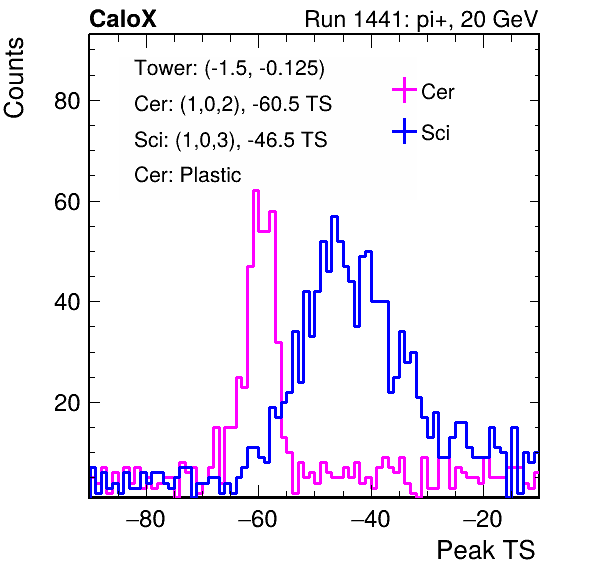 CaloX Run 1441: pi+, 20 GeV
Counts
Tower: (-1.5, -0.125)
Cer: (1,0,2), -60.5 TS
Sci: (1,0,3), -46.5 TS
Cer: Plastic
Cer
Sci
80
60
40
20
−80 −60 −40 −20
Peak TS